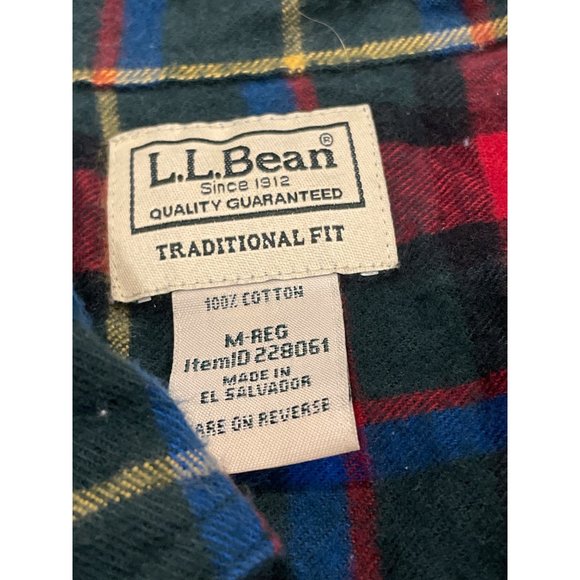 L.L.Bean®
Since 1912
QUALITY GUARANTEED
TRADITIONAL FIT
100% COTTON
M-REG
ItemID 228061
MADE IN
EL SALVADOR
ARE ON REVERSE